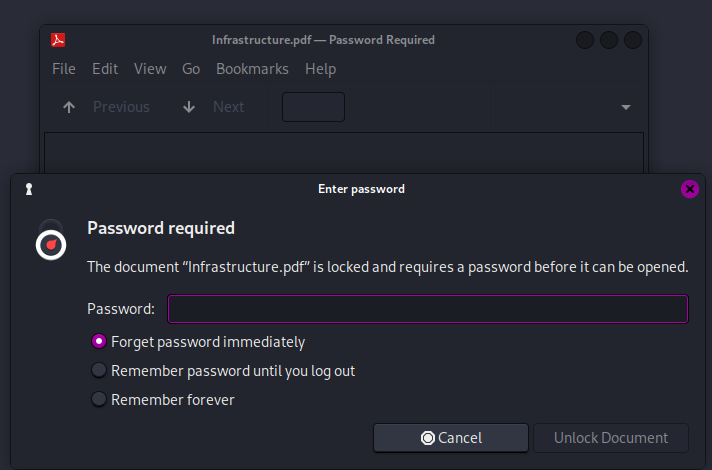 Infrastructure.pdf — Password Required
File Edit View Go Bookmarks Help
Previous Next
Enter password
Password required
The document “Infrastructure.pdf” is locked and requires a password before it can be opened.
Password:
Forget password immediately
Remember password until you log out
Remember forever
Cancel Unlock Document